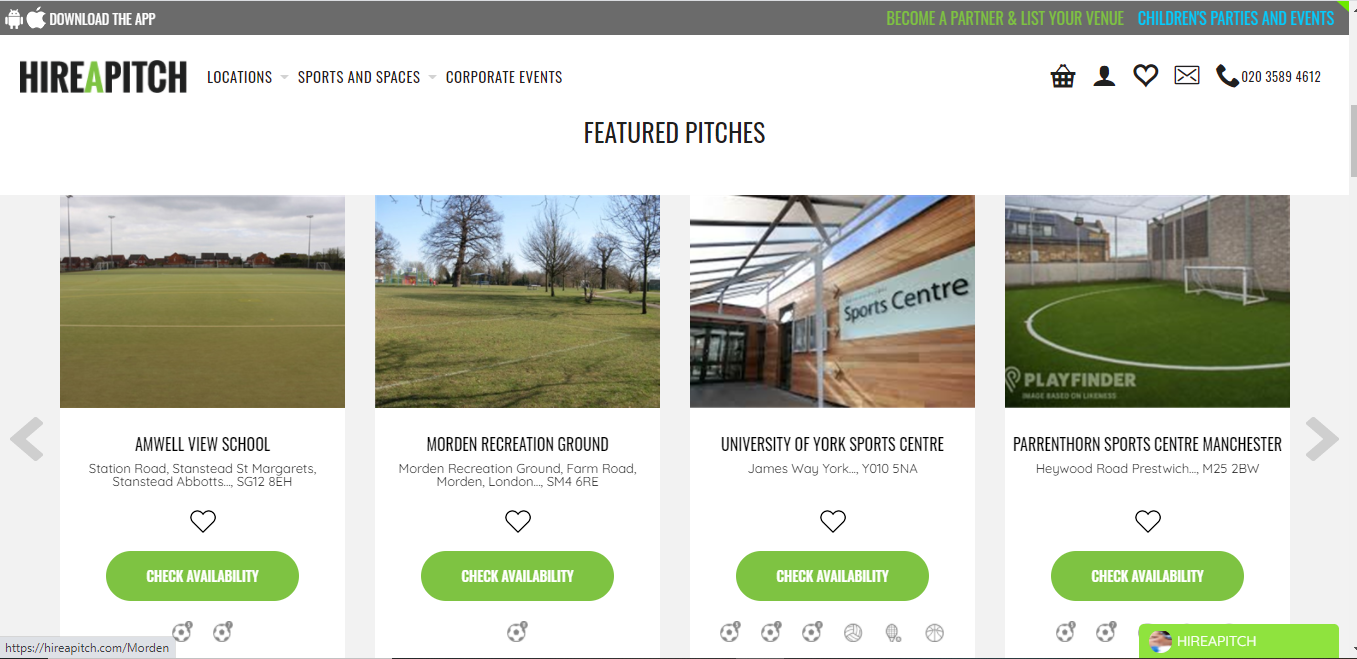 DOWNLOAD THE APP
BECOME A PARTNER & LIST YOUR VENUE
CHILDREN'S PARTIES AND EVENTS
HIREAPITCH
LOCATIONS
SPORTS AND SPACES
CORPORATE EVENTS
020 3589 4612
FEATURED PITCHES
Sports Centre
PLAYFINDER
IMAGE BASED ON LIKENESS
AMWELL VIEW SCHOOL
Station Road, Stanstead St Margarets,
Stanstead Abbotts..., SG12 8EH
CHECK AVAILABILITY
MORDEN RECREATION GROUND
Morden Recreation Ground, Farm Road,
Morden, London..., SM4 6RE
CHECK AVAILABILITY
UNIVERSITY OF YORK SPORTS CENTRE
James Way York..., Y010 5NA
CHECK AVAILABILITY
PARRENTHORN SPORTS CENTRE MANCHESTER
Heywood Road Prestwich..., M25 2BW
CHECK AVAILABILITY
https://hireapitch.com/Morden
HIREAPITCH